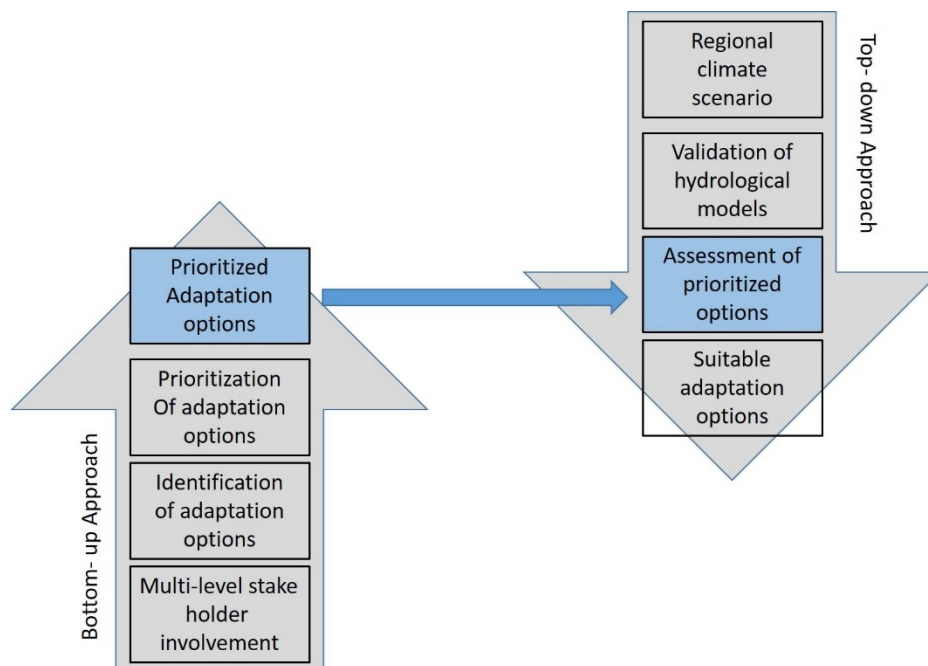 Regional
climate
scenario
Validation of
hydrological
models
Assessment of
prioritized
options
Suitable
adaptation
options
Top- down Approach
Prioritized
Adaptation
options
Prioritization
Of adaptation
options
Identification
of adaptation
options
Multi-level stake
holder
involvement
Bottom- up Approach